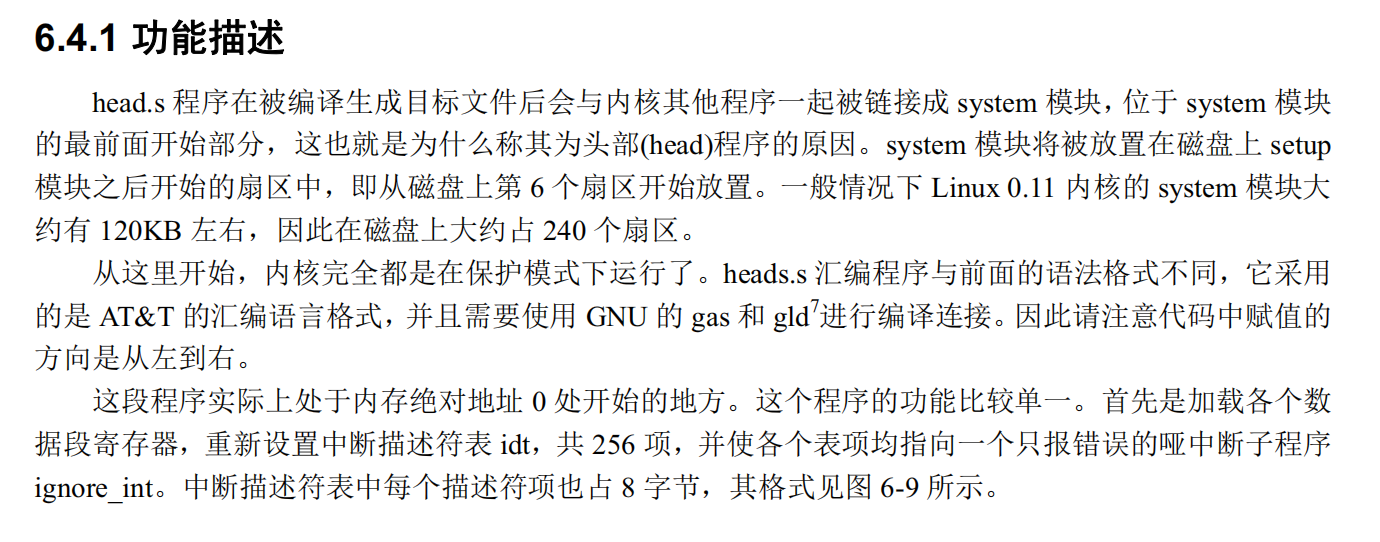 6.4.1 功能描述
head.s 程序在被编译生成目标文件后会与内核其他程序一起被链接成 system 模块，位于 system 模块
的最前面开始部分，这也就是为什么称其为头部(head)程序的原因。system 模块将被放置在磁盘上 setup
模块之后开始的扇区中，即从磁盘上第 6 个扇区开始放置。一般情况下 Linux 0.11 内核的 system 模块大
约有 120KB 左右，因此在磁盘上大约占 240 个扇区。
从这里开始，内核完全都是在保护模式下运行了。heads.s 汇编程序与前面的语法格式不同，它采用
的是 AT&T 的汇编语言格式，并且需要使用 GNU 的 gas 和 gld7进行编译连接。因此请注意代码中赋值的
方向是从左到右。
这段程序实际上处于内存绝对地址 0 处开始的地方。这个程序的功能比较单一。首先是加载各个数
据段寄存器，重新设置中断描述符表 idt，共 256 项，并使各个表项均指向一个只报错误的哑中断子程序
ignore_int。中断描述符表中每个描述符项也占 8 字节，其格式见图 6-9 所示。